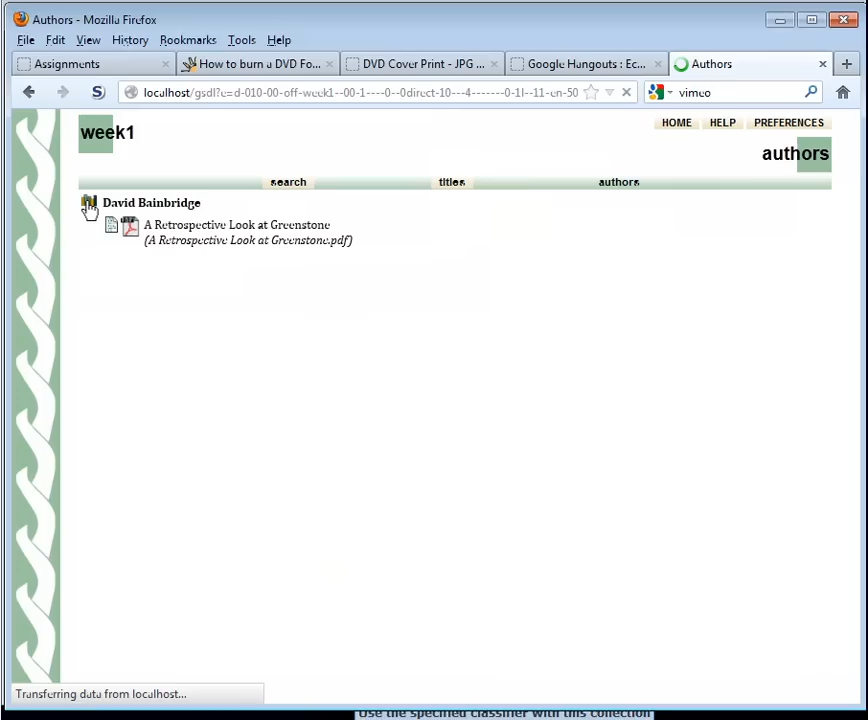 Authors - Mozilla Firefox
File Edit View History Bookmarks Tools Help
Assignments × How to burn a DVD Fo... × DVD Cover Print - JPG ... × Google Hangouts : Ec... × Authors × +
S localhost/gsdl?e=d-010-00-off-week1--00-1----0--0direct-10---4-------0-1l--11-en-50 vimeo
HOME HELP PREFERENCES
week1
authors
search titles authors
David Bainbridge
A Retrospective Look at Greenstone
(A Retrospective Look at Greenstone.pdf)
Transferring data from localhost...
Use the specified classifier with this collection